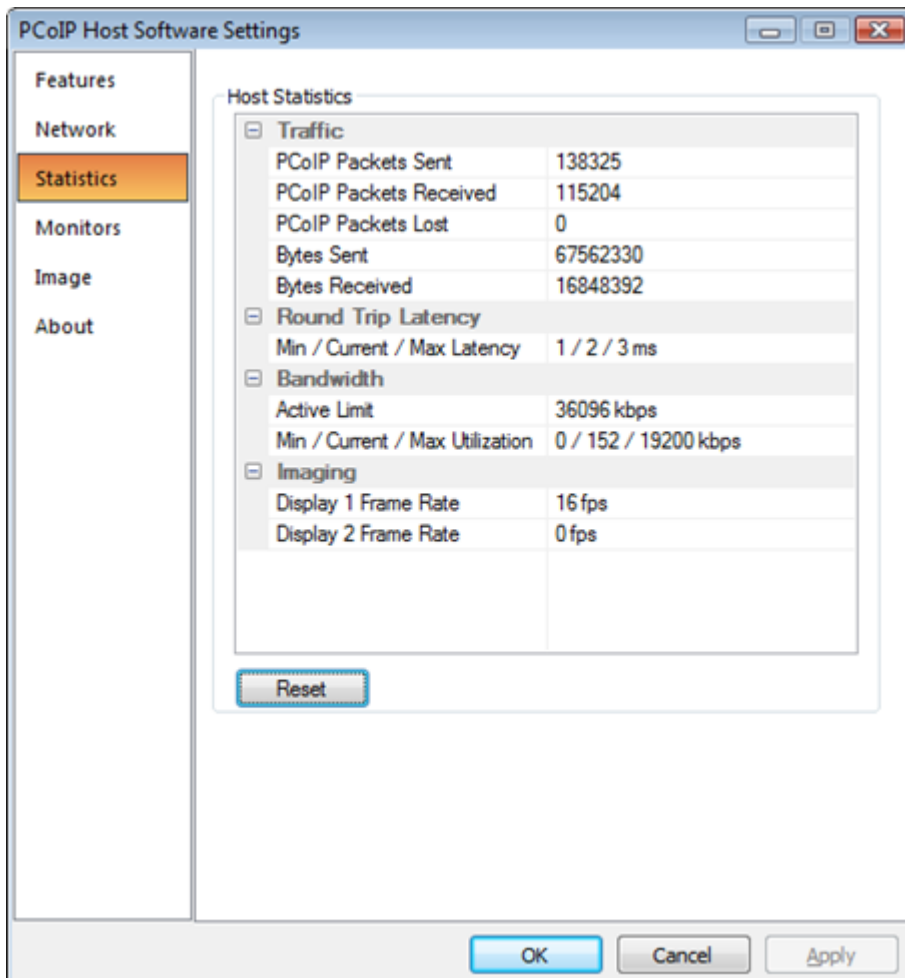 PCoIP Host Software Settings
Features
Network
Statistics
Monitors
Image
About
Host Statistics
Traffic
PCoIP Packets Sent 138325
PCoIP Packets Received 115204
PCoIP Packets Lost 0
Bytes Sent 67562330
Bytes Received 16848392
Round Trip Latency
Min / Current / Max Latency 1 / 2 / 3 ms
Bandwidth
Active Limit 36096 kbps
Min / Current / Max Utilization 0 / 152 / 19200 kbps
Imaging
Display 1 Frame Rate 16 fps
Display 2 Frame Rate 0 fps
Reset
OK Cancel Apply